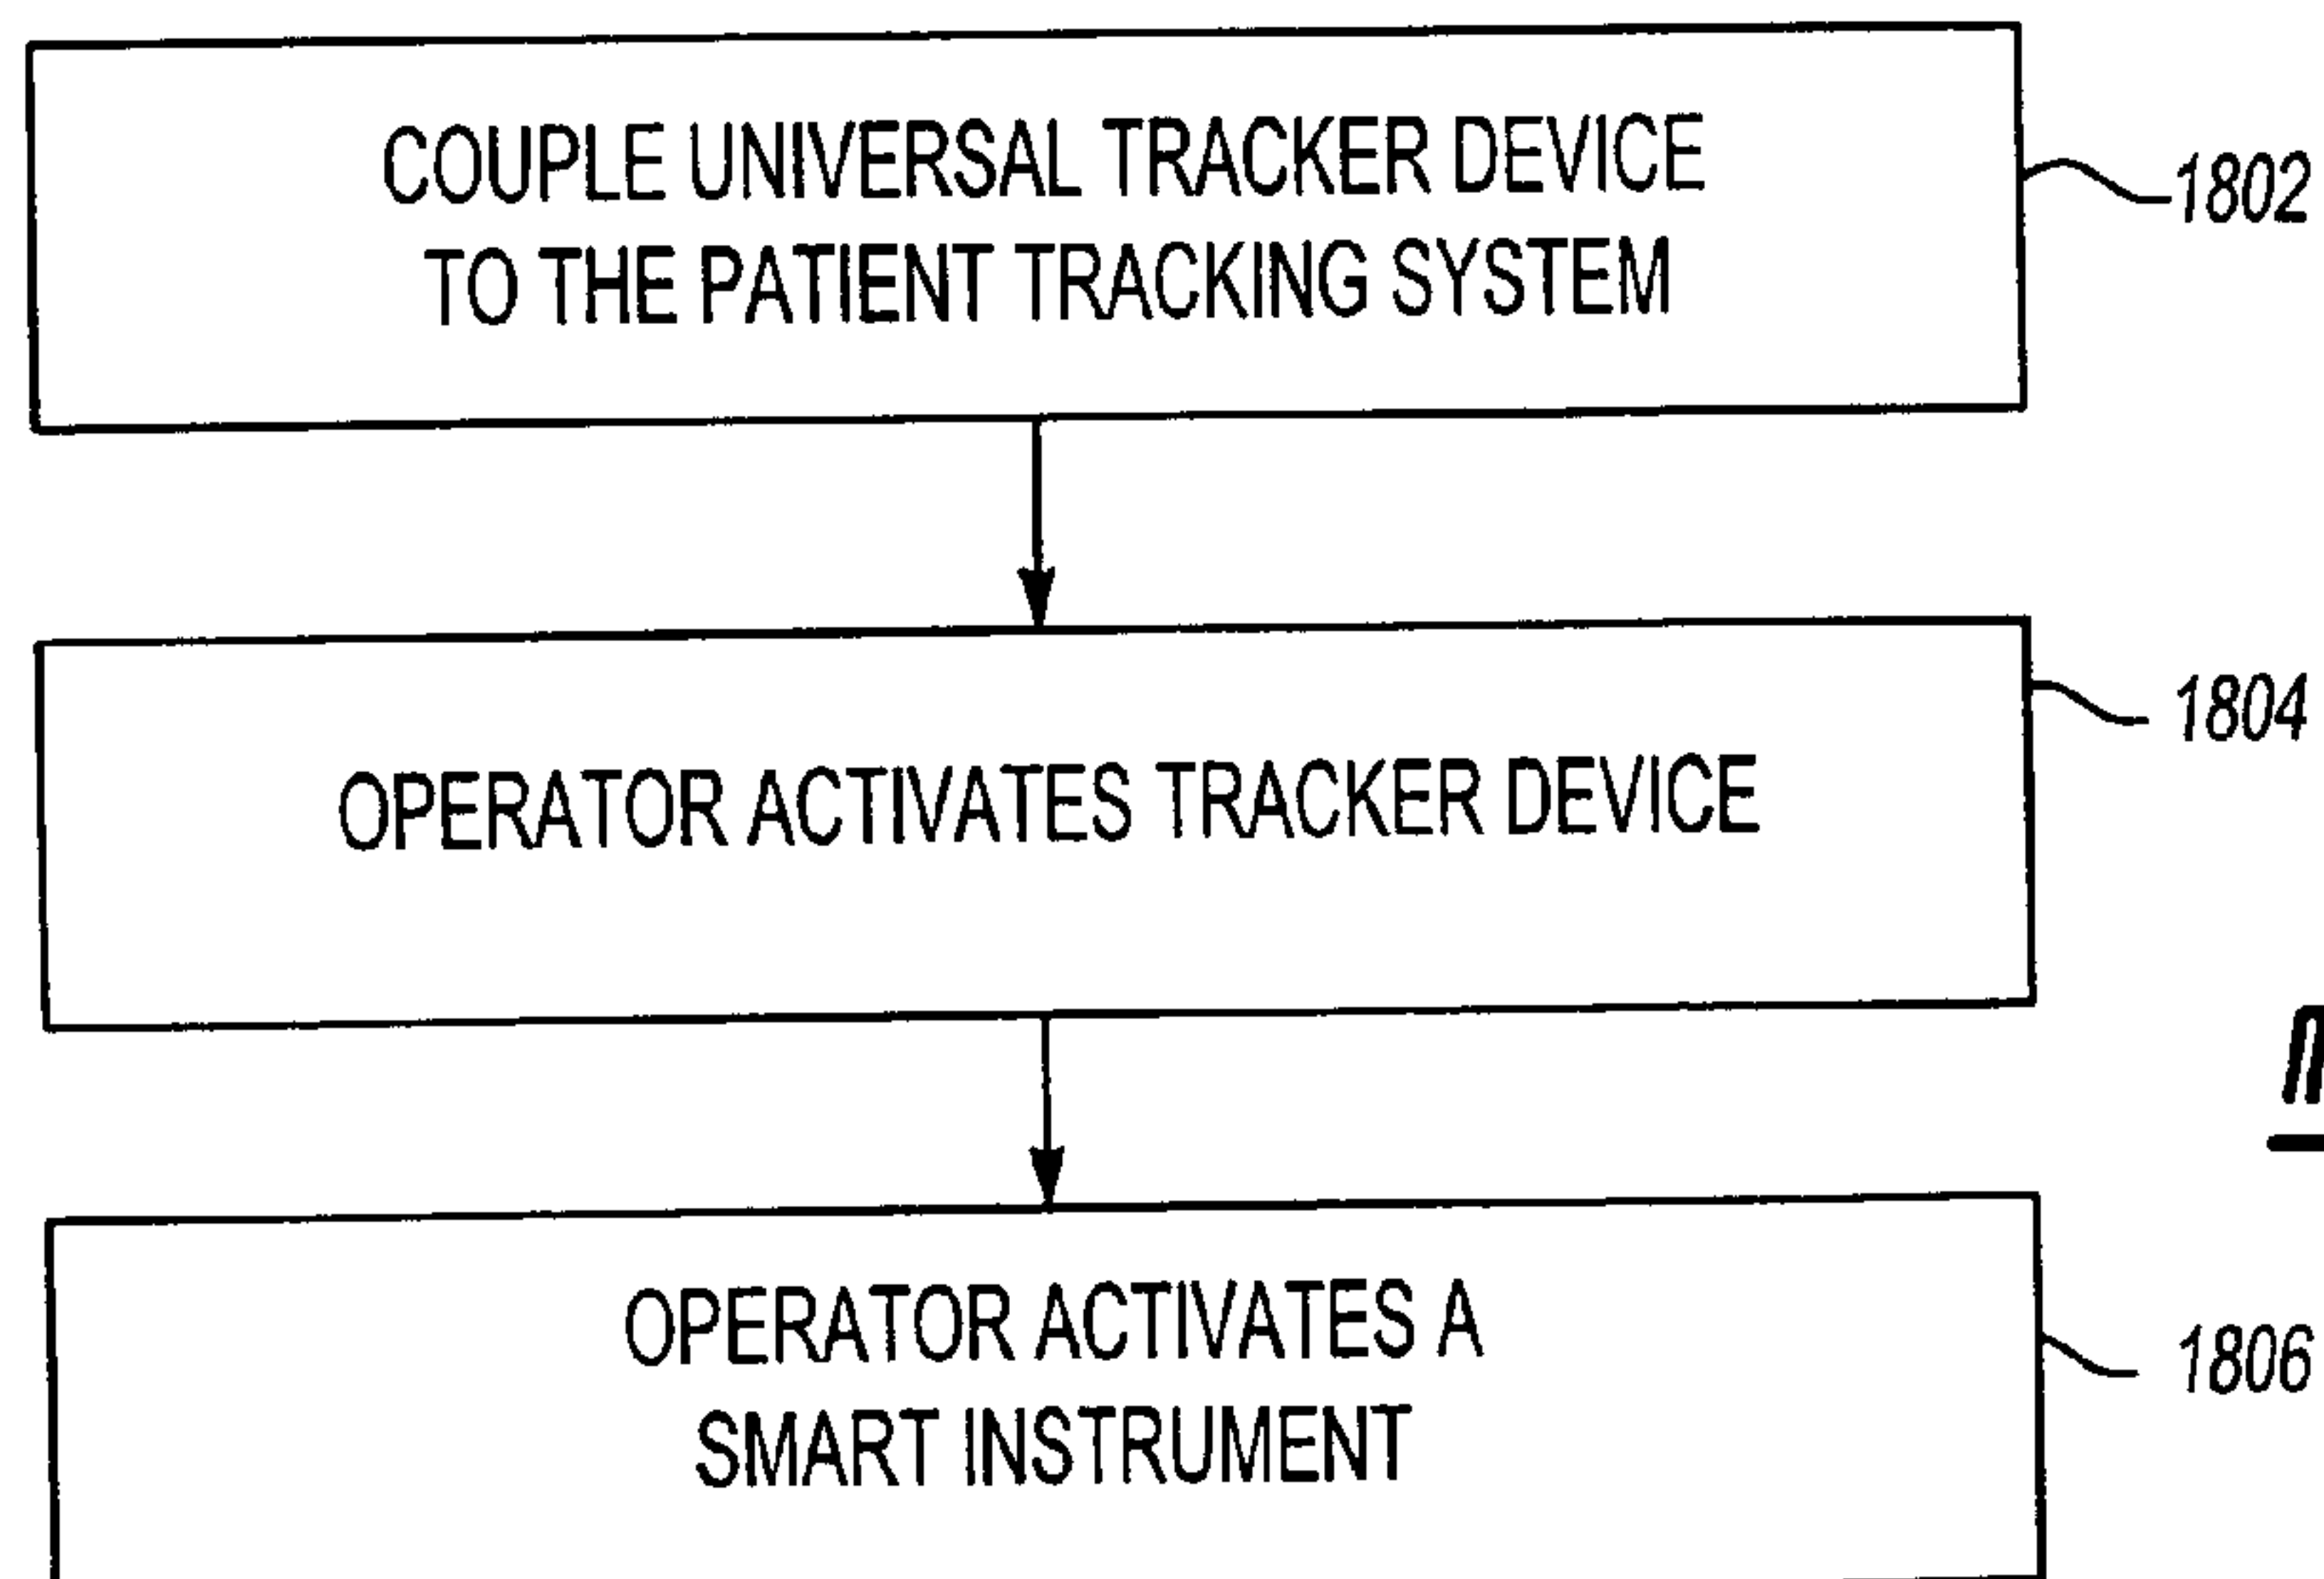 COUPLE UNIVERSAL TRACKER DEVICE
TO THE PATIENT TRACKING SYSTEM
1802
OPERATOR ACTIVATES TRACKER DEVICE
1804
OPERATOR ACTIVATES A
SMART INSTRUMENT
1806